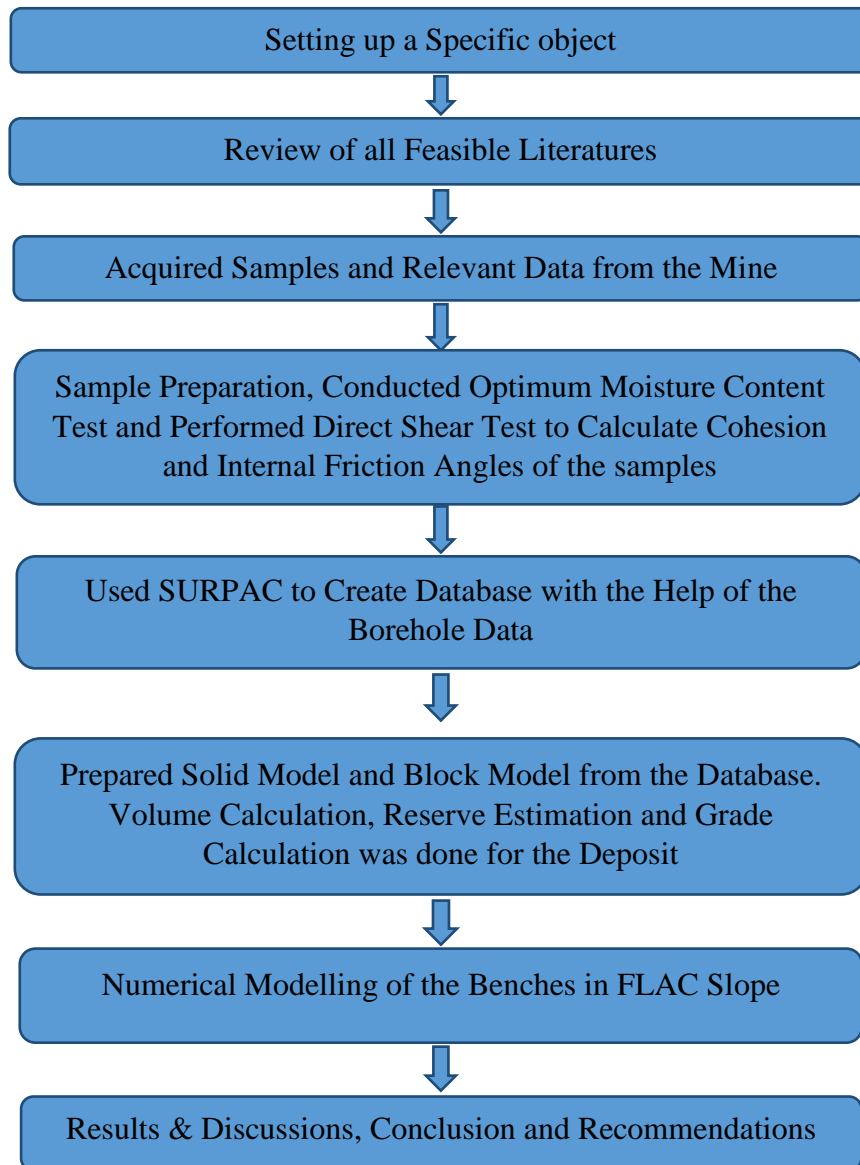 Setting up a Specific object
Review of all Feasible Literatures
Acquired Samples and Relevant Data from the Mine
Sample Preparation, Conducted Optimum Moisture Content
Test and Performed Direct Shear Test to Calculate Cohesion
and Internal Friction Angles of the samples
Used SURPAC to Create Database with the Help of the
Borehole Data
Prepared Solid Model and Block Model from the Database.
Volume Calculation, Reserve Estimation and Grade
Calculation was done for the Deposit
Numerical Modelling of the Benches in FLAC Slope
Results & Discussions, Conclusion and Recommendations